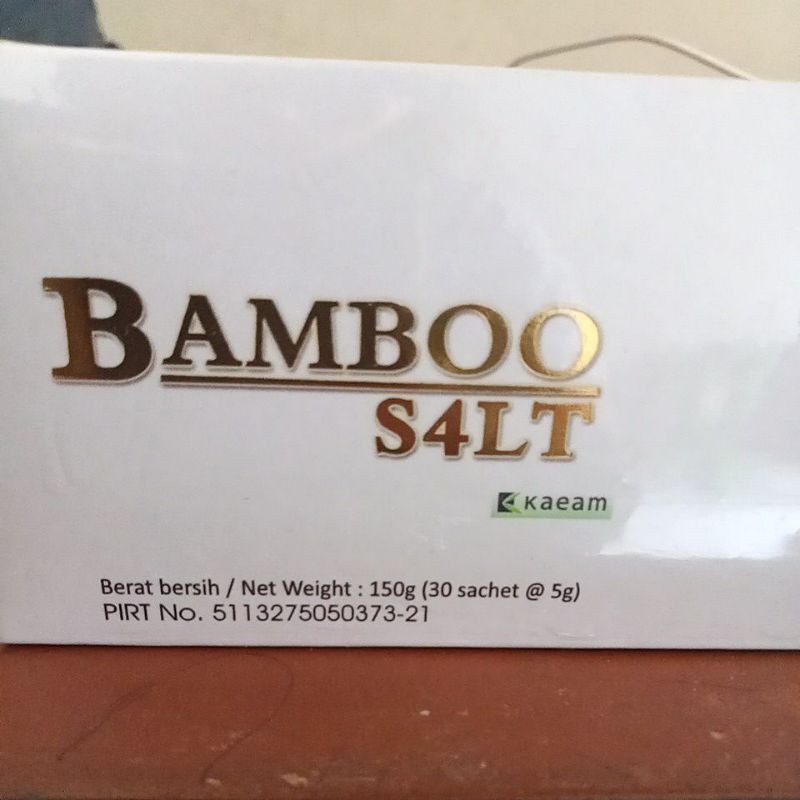 BAMBOO
S4LT
Kaeam
Berat bersih / Net Weight : 150g (30 sachet @ 5g)
PIRT No. 5113275050373-21